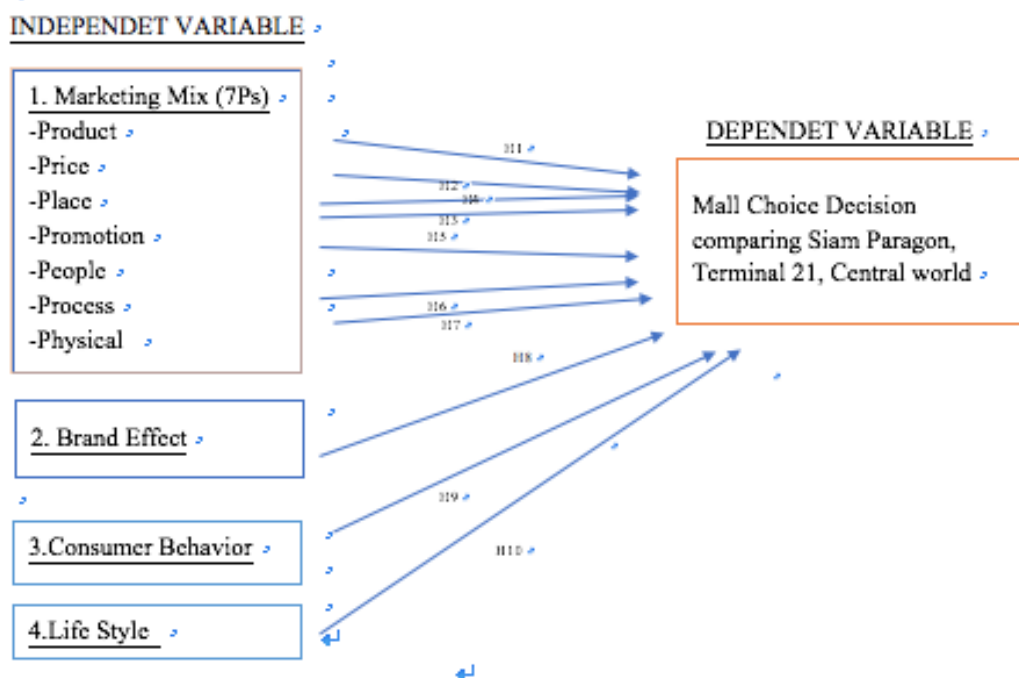 INDEPENDET VARIABLE
1. Marketing Mix (7Ps)
-Product
-Price
-Place
-Promotion
-People
-Process
-Physical
2. Brand Effect
3.Consumer Behavior
4.Life Style
H1
H2
H4
H3
H5
H6
H7
H8
H9
H10
DEPENDET VARIABLE
Mall Choice Decision
comparing Siam Paragon,
Terminal 21, Central world